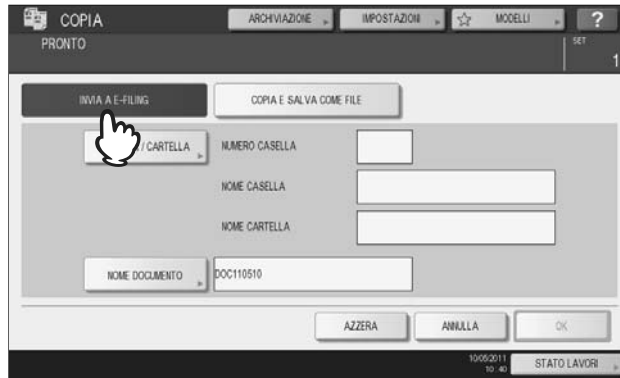 COPIA ARCHIVIAZIONE IMPOSTAZIONI MODELLI ?
PRONTO SET
1
INVIA A E-FILING COPIA E SALVA COME FILE
/ CARTELLA NUMERO CASELLA
NOME CASELLA
NOME CARTELLA
NOME DOCUMENTO DOC110510
AZZERA ANNULLA OK
10/05/2011
10 :40 STATO LAVORI